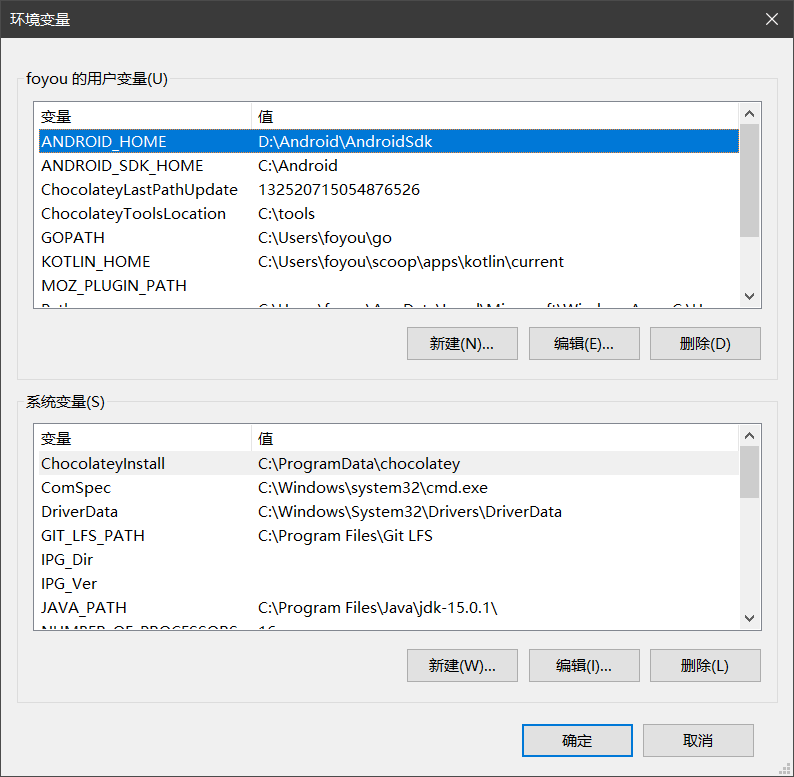 环境变量
foyou 的用户变量(U)
变量 值
ANDROID_HOME D:\Android\AndroidSdk
ANDROID_SDK_HOME C:\Android
ChocolateyLastPathUpdate 132520715054876526
ChocolateyToolsLocation C:\tools
GOPATH C:\Users\foyou\go
KOTLIN_HOME C:\Users\foyou\scoop\apps\kotlin\current
MOZ_PLUGIN_PATH
新建(N)... 编辑(E)... 删除(D)
系统变量(S)
变量 值
ChocolateyInstall C:\ProgramData\chocolatey
ComSpec C:\Windows\system32\cmd.exe
DriverData C:\Windows\System32\Drivers\DriverData
GIT_LFS_PATH C:\Program Files\Git LFS
IPG_Dir
IPG_Ver
JAVA_PATH C:\Program Files\Java\jdk-15.0.1\
NUMBER_OF_PROCESSORS 16
新建(W)... 编辑(I)... 删除(L)
确定 取消